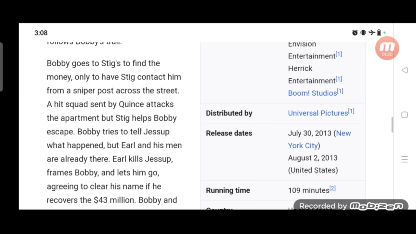 3:08
follows Bobby's trail.
Bobby goes to Stig's to find the
money, only to have Stig contact him
from a sniper post across the street.
A hit squad sent by Quince attacks
the apartment but Stig helps Bobby
escape. Bobby tries to tell Jessup
what happened, but Earl and his men
are already there. Earl kills Jessup,
frames Bobby, and lets him go,
agreeing to clear his name if he
recovers the $43 million. Bobby and
Envision
Entertainment[1]
Herrick
Entertainment[1]
Boom! Studios[1]
Distributed by
Universal Pictures[1]
Release dates
July 30, 2013 (New
York City)
August 2, 2013
(United States)
Running time
109 minutes[2]
Country
Recorded by mobizen